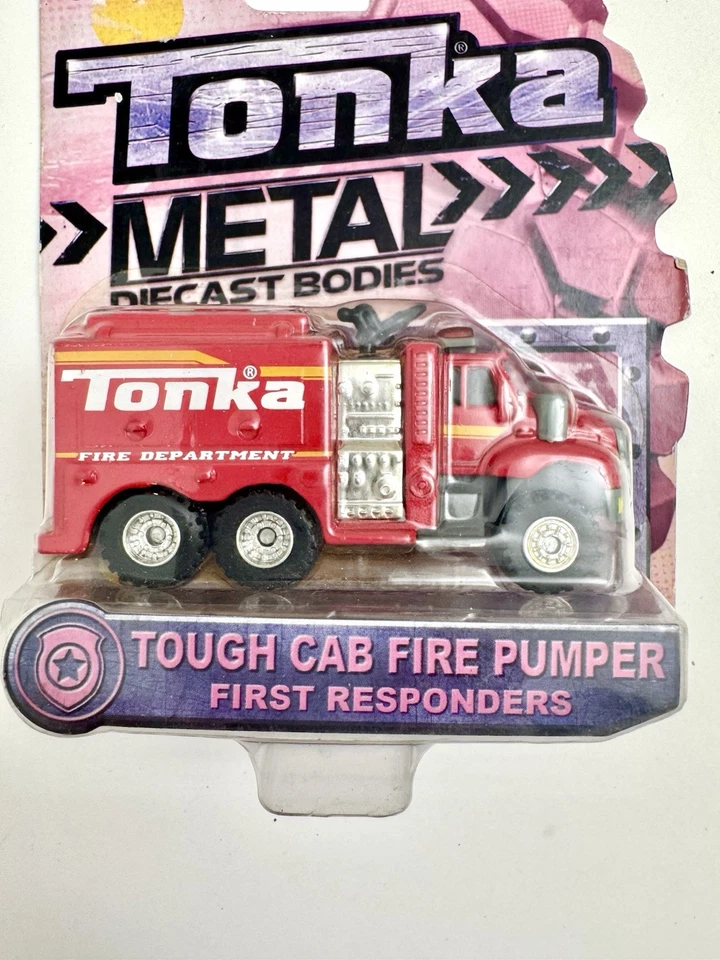 Tonka®
METAL
DIECAST BODIES
Tonka®
FIRE DEPARTMENT
TOUGH CAB FIRE PUMPER
FIRST RESPONDERS